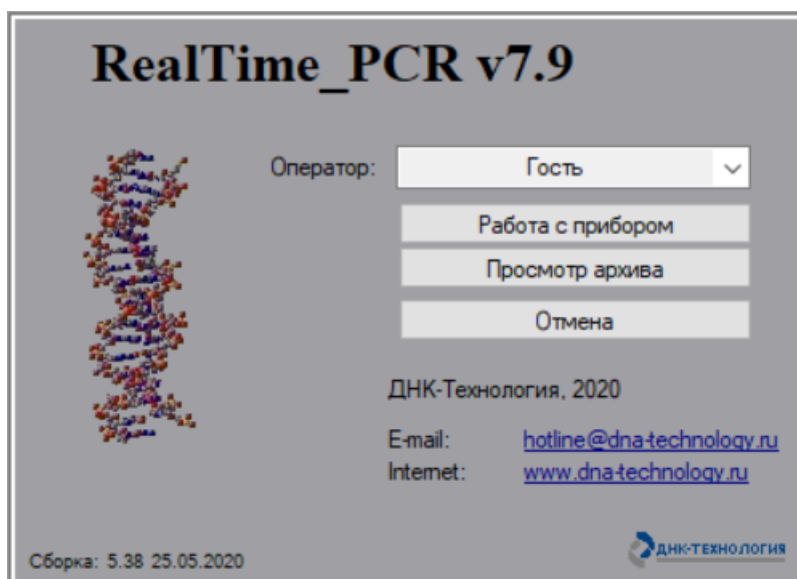 RealTime_PCR v7.9
Оператор: Гость
Работа с прибором
Просмотр архива
Отмена
ДНК-Технология, 2020
E-mail: hotline@dna-technology.ru
Internet: www.dna-technology.ru
Сборка: 5.38 25.05.2020
ДНК-ТЕХНОЛОГИЯ